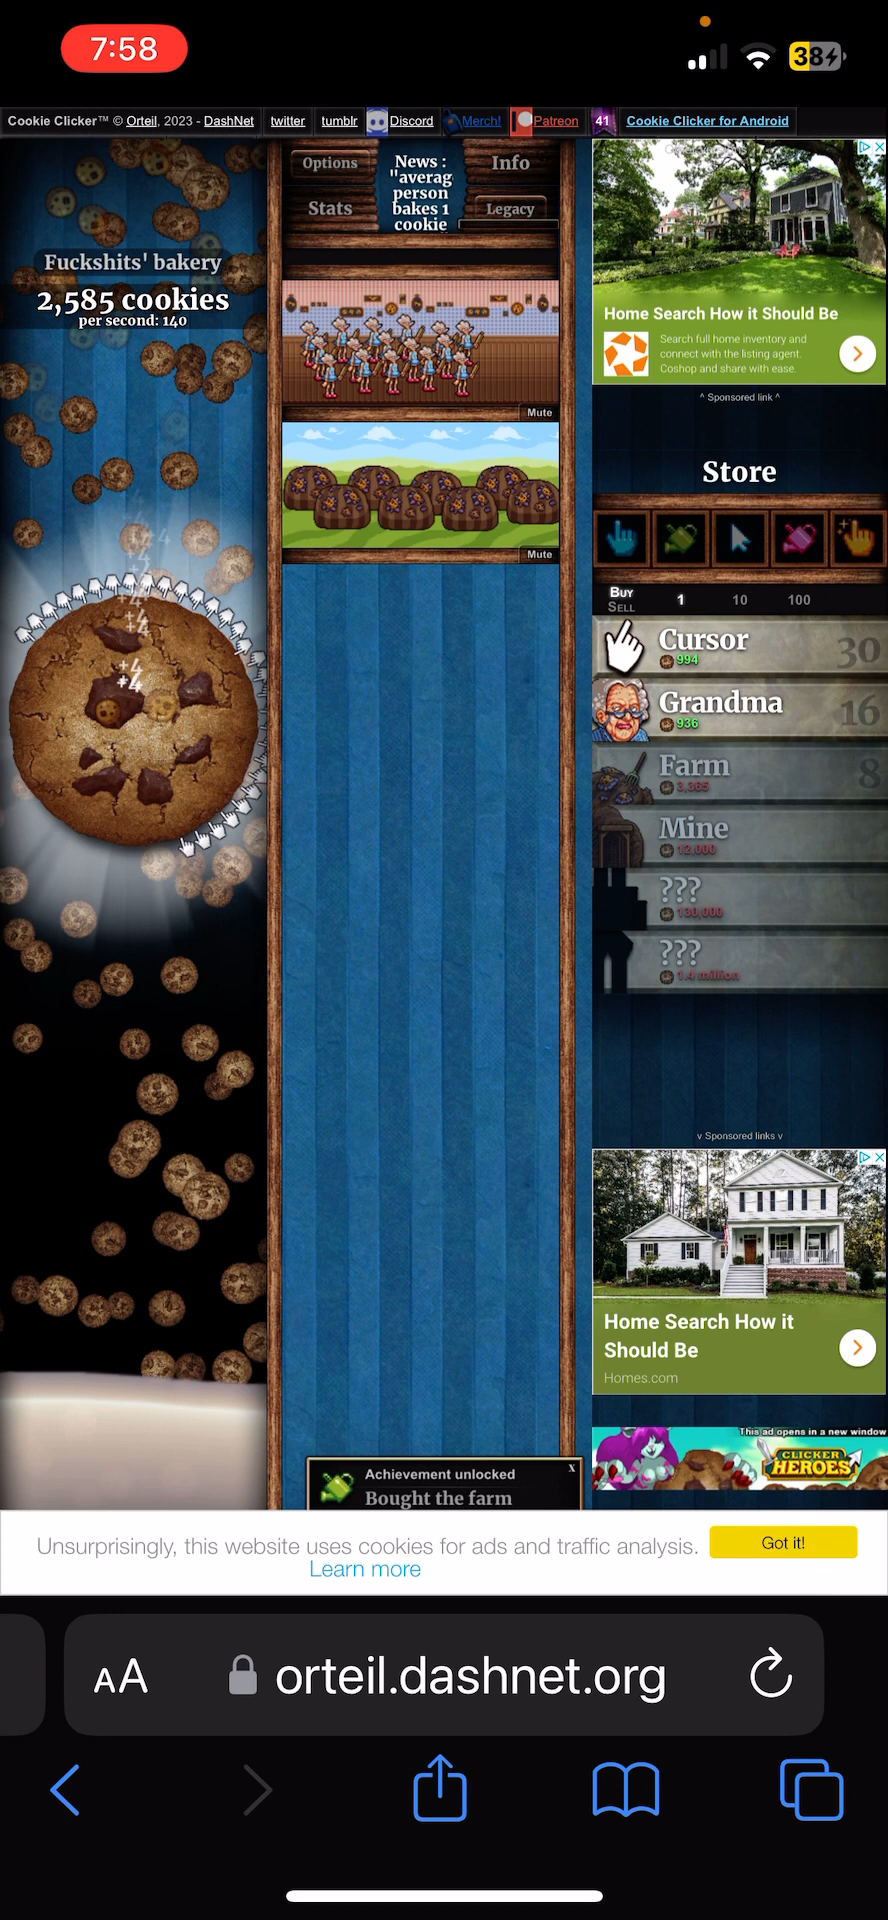 7:58
38
Cookie Clicker™ © Orteil, 2023 - DashNet
twitter
tumblr
Discord
Merch!
Patreon
41
Cookie Clicker for Android
Options
Stats
News :
"averag
person
bakes 1
cookie
Info
Legacy
Fuckshits' bakery
2,585 cookies
per second: 140
+4
+4
+4
+4
+4
+4
Mute
Mute
Home Search How it Should Be
Search full home inventory and
connect with the listing agent.
Coshop and share with ease.
^ Sponsored link ^
Store
BUY
SELL
1
10
100
Cursor
994
30
Grandma
936
16
Farm
3,365
8
Mine
12,000
???
130,000
???
1.4 million
v Sponsored links v
Home Search How it
Should Be
Homes.com
This ad opens in a new window
CLICKER
HEROES
Achievement unlocked
x
Bought the farm
Unsurprisingly, this website uses cookies for ads and traffic analysis.
Learn more
Got it!
AA
orteil.dashnet.org